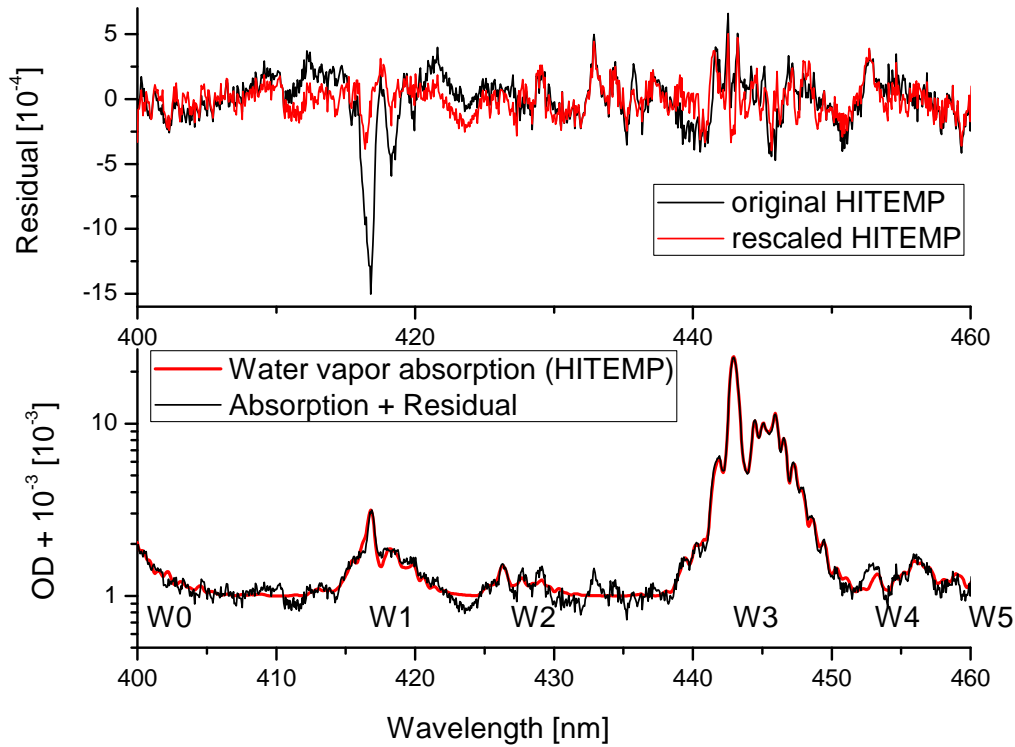 5
0
-5
-10
-15
Residual [10⁻⁴]
original HITEMP
rescaled HITEMP
400 420 440 460
Water vapor absorption (HITEMP)
Absorption + Residual
10
1
OD + 10⁻³ [10⁻³]
W0 W1 W2 W3 W4 W5
400 410 420 430 440 450 460
Wavelength [nm]